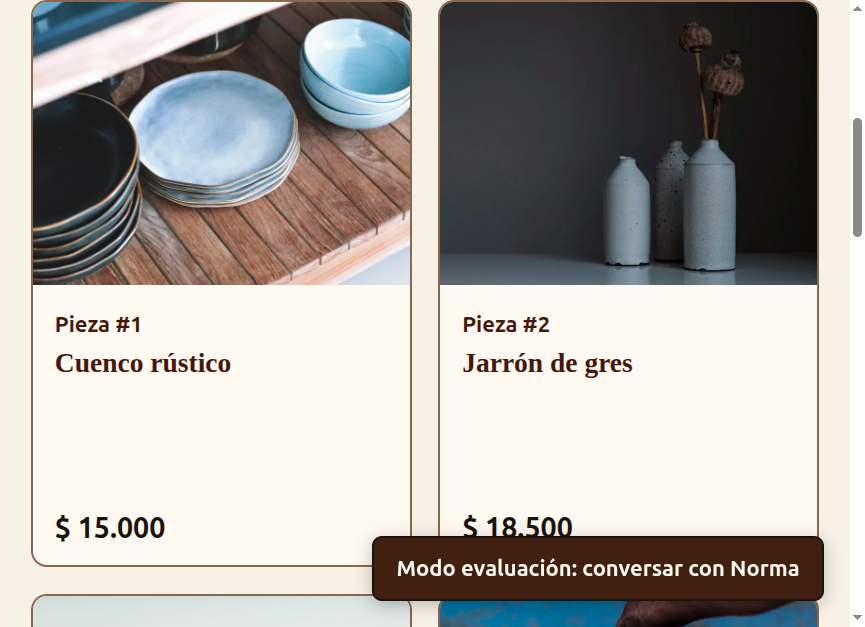 Pieza #1
Cuenco rústico
$ 15.000
Pieza #2
Jarrón de gres
$ 18.500
Modo evaluación: conversar con Norma